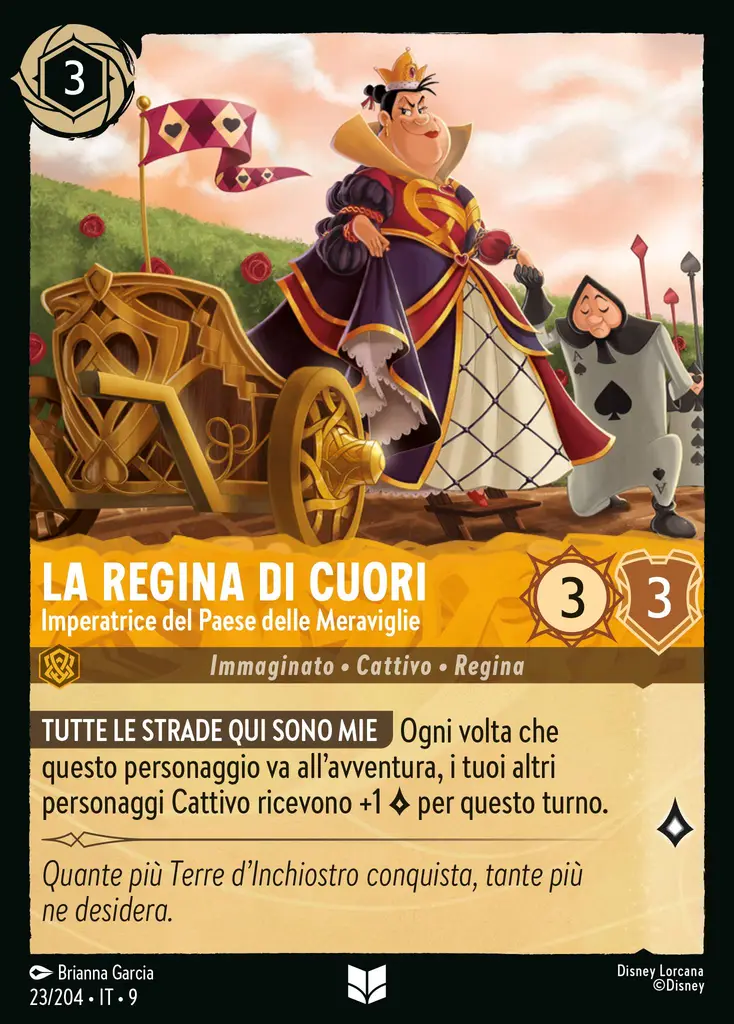 3
LA REGINA DI CUORI
Imperatrice del Paese delle Meraviglie
3
3
Immaginato • Cattivo • Regina
TUTTE LE STRADE QUI SONO MIE Ogni volta che
questo personaggio va all’avventura, i tuoi altri
personaggi Cattivo ricevono +1 per questo turno.
Quante più Terre d’Inchiostro conquista, tante più
ne desidera.
Brianna Garcia
Disney Lorcana
23/204 • IT • 9
©Disney
A
A